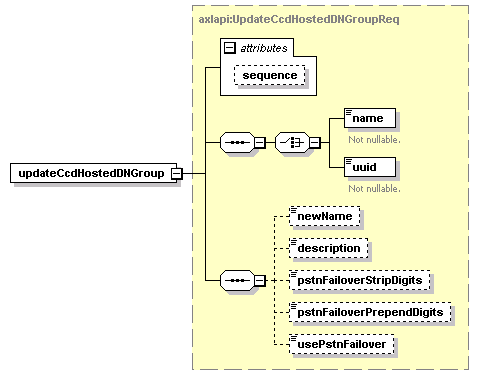 axlapi:UpdateCcdHostedDNGroupReq
attributes
sequence
name
Not nullable.
uuid
Not nullable.
updateCcdHostedDNGroup
newName
description
pstnFailoverStripDigits
pstnFailoverPrependDigits
usePstnFailover